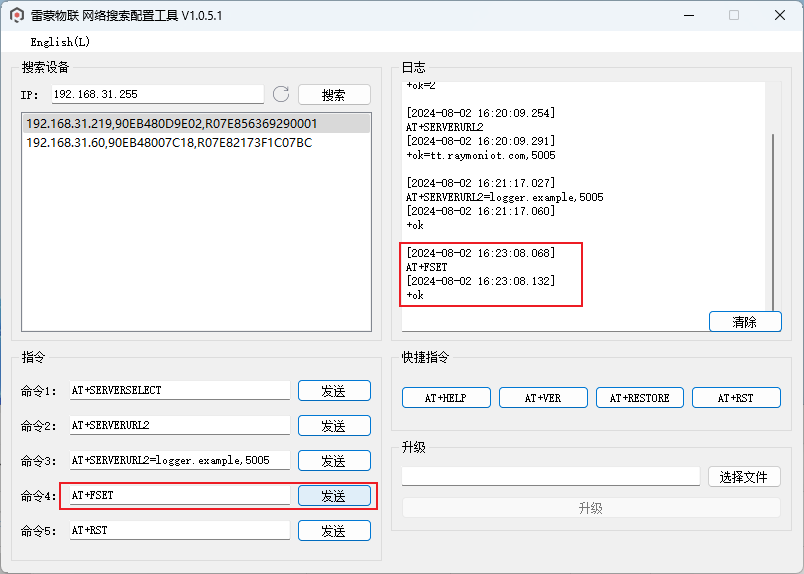 雷蒙物联 网络搜索配置工具 V1.0.5.1
English(L)
搜索设备
IP: 192.168.31.255 搜索
192.168.31.219,90EB480D9E02,R07E856369290001
192.168.31.60,90EB48007C18,R07E82173F1C07BC
日志
+ok=2
[2024-08-02 16:20:09.254]
AT+SERVERURL2
[2024-08-02 16:20:09.291]
+ok=tt.raymoniot.com,5005
[2024-08-02 16:21:17.027]
AT+SERVERURL2=logger.example,5005
[2024-08-02 16:21:17.060]
+ok
[2024-08-02 16:23:08.068]
AT+FSET
[2024-08-02 16:23:08.132]
+ok
清除
指令
命令1: AT+SERVERSELECT 发送
命令2: AT+SERVERURL2 发送
命令3: AT+SERVERURL2=logger.example,5005 发送
命令4: AT+FSET 发送
命令5: AT+RST 发送
快捷指令
AT+HELP AT+VER AT+RESTORE AT+RST
升级
选择文件
升级